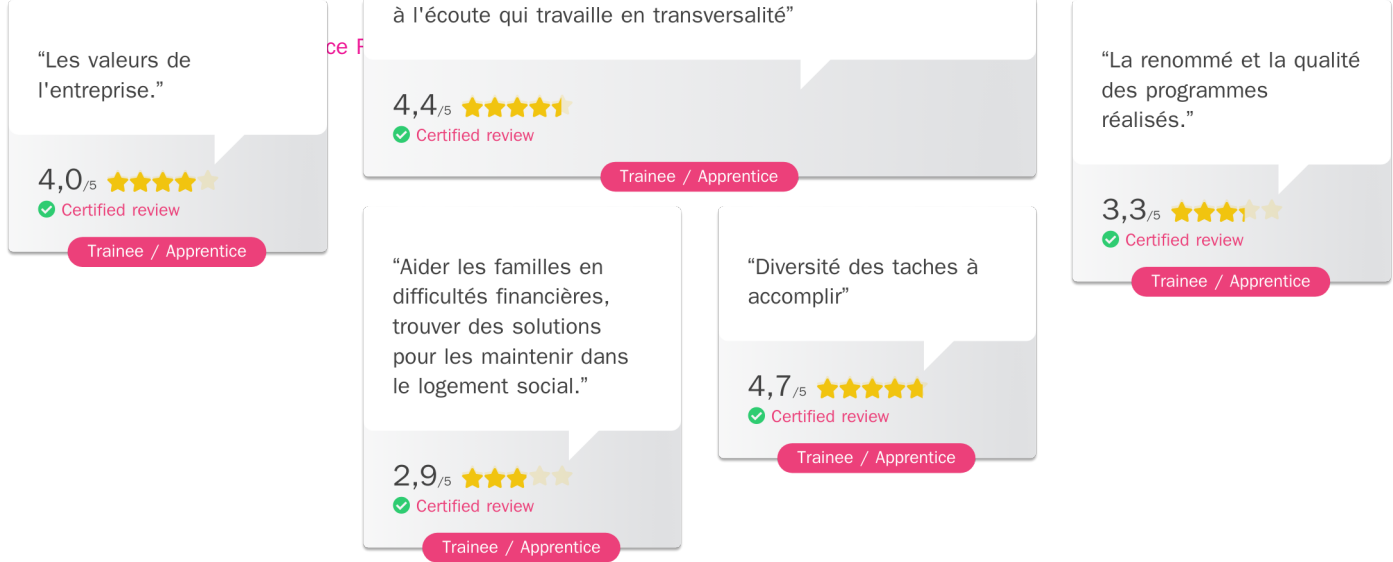 “Les valeurs de
l'entreprise.”
4,0/5
Certified review
Trainee / Apprentice
ce F
à l'écoute qui travaille en transversalité”
4,4/5
Certified review
Trainee / Apprentice
“La renommé et la qualité
des programmes
réalisés.”
3,3/5
Certified review
Trainee / Apprentice
“Aider les familles en
difficultés financières,
trouver des solutions
pour les maintenir dans
le logement social.”
2,9/5
Certified review
Trainee / Apprentice
“Diversité des taches à
accomplir”
4,7/5
Certified review
Trainee / Apprentice